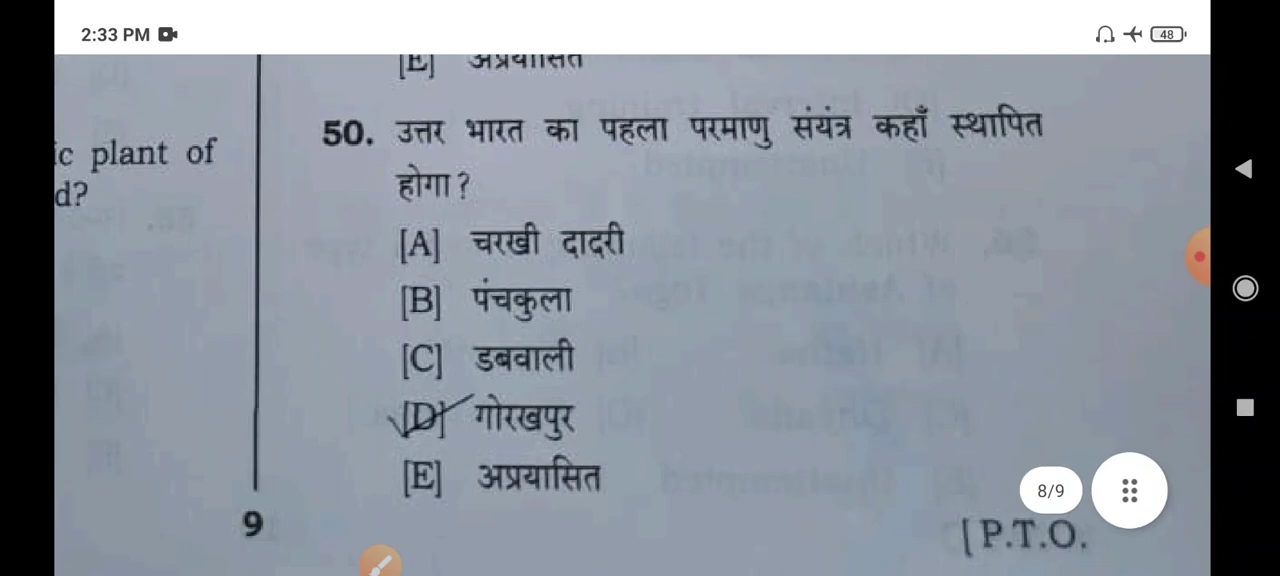 2:33 PM
48
[E] अप्रयासित
ic plant of
d?
50. उत्तर भारत का पहला परमाणु संयंत्र कहाँ स्थापित
होगा?
[A] चरखी दादरी
[B] पंचकुला
[C] डबवाली
[D] गोरखपुर
[E] अप्रयासित
8/9
9
[ P.T.O.